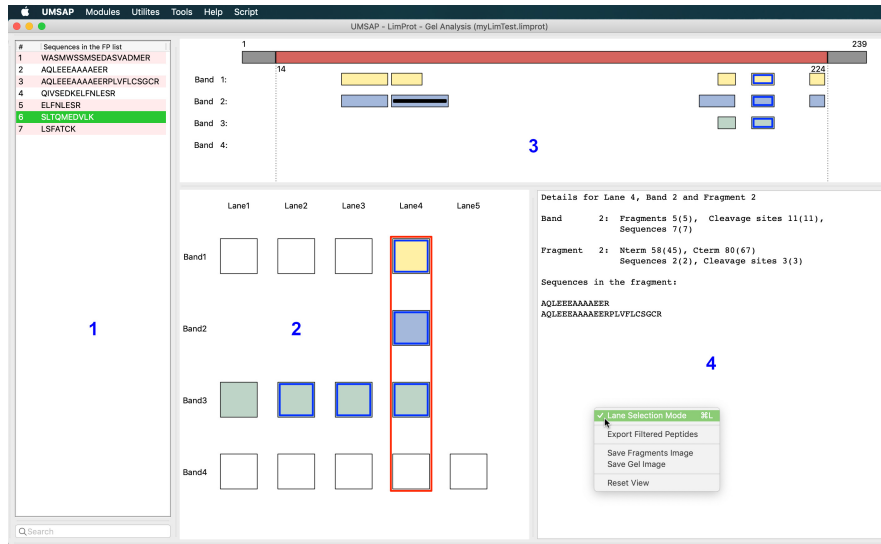 UMSAP Modules Utilites Tools Help Script
UMSAP - LimProt - Gel Analysis (myLimTest.limprot)
# Sequences in the FP list
1 WASMWSSMSEDASVADMER
2 AQLEEEAAAAEER
3 AQLEEEAAAAEERPLVFLCSGCR
4 QIVSEDKELFNLESR
5 ELFNLESR
6 SLTQMEDVLK
7 LSFATCK
1
Search
1 239
14 224
Band 1:
Band 2:
Band 3:
Band 4:
3
Lane1 Lane2 Lane3 Lane4 Lane5
Band1
Band2
2
Band3
Band4
Details for Lane 4, Band 2 and Fragment 2
Band 2: Fragments 5(5), Cleavage sites 11(11),
Sequences 7(7)
Fragment 2: Nterm 58(45), Cterm 80(67)
Sequences 2(2), Cleavage sites 3(3)
Sequences in the fragment:
AQLEEEAAAAEER
AQLEEEAAAAEERPLVFLCSGCR
4
✓ Lane Selection Mode ⌘L
Export Filtered Peptides
Save Fragments Image
Save Gel Image
Reset View